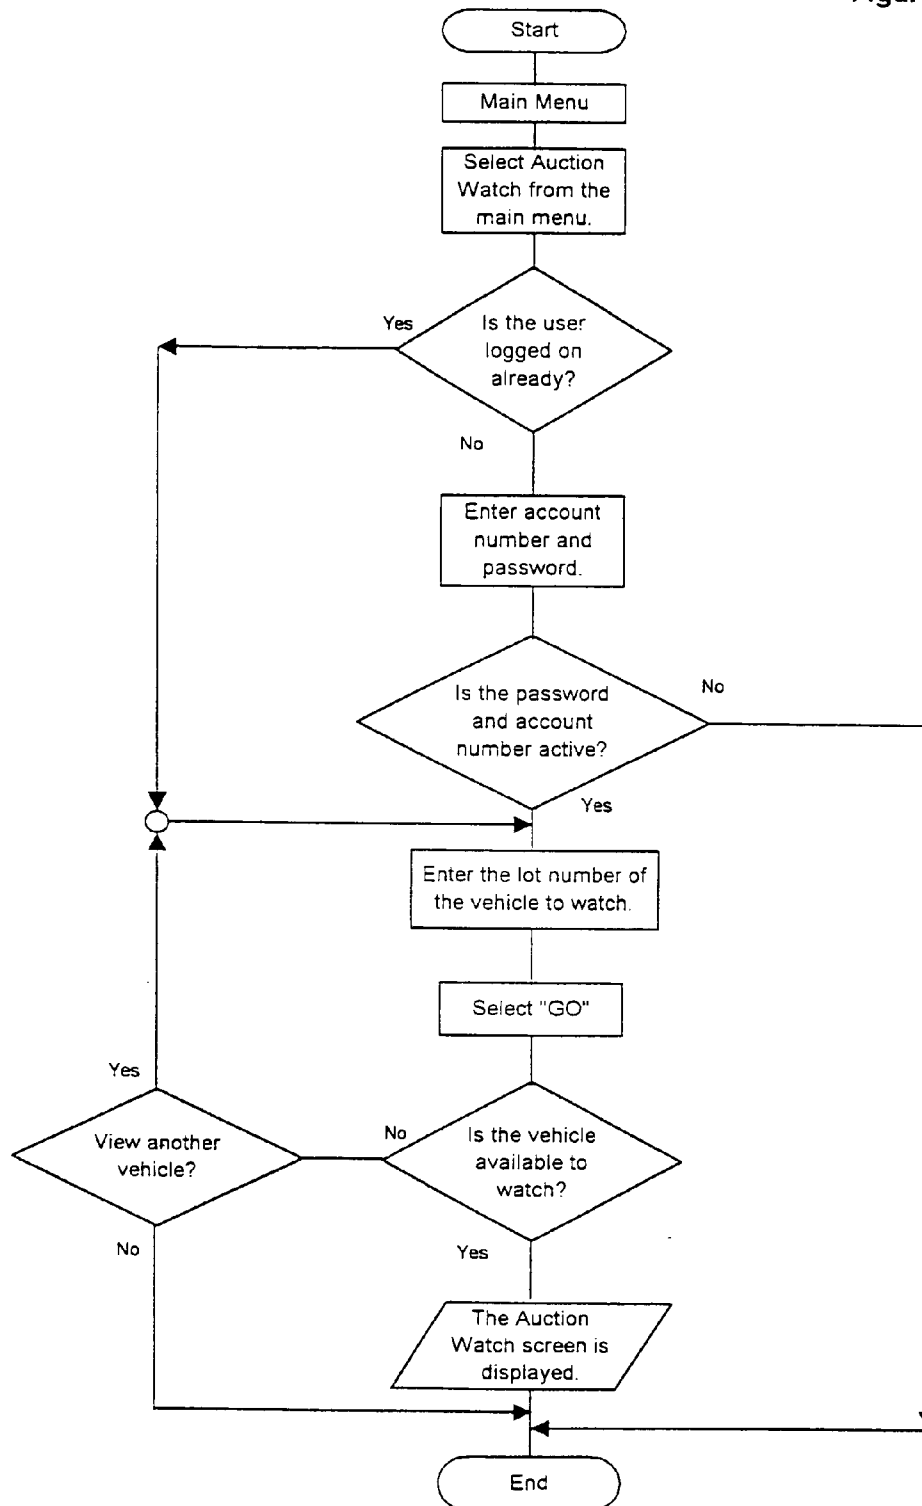 Figur
Start
Main Menu
Select Auction
Watch from the
main menu.
Yes
Is the user
logged on
already?
No
Enter account
number and
password.
Is the password
and account
number active?
No
Yes
Enter the lot number of
the vehicle to watch.
Select "GO"
Yes
View another
vehicle?
No
Is the vehicle
available to
watch?
No
Yes
The Auction
Watch screen is
displayed.
End